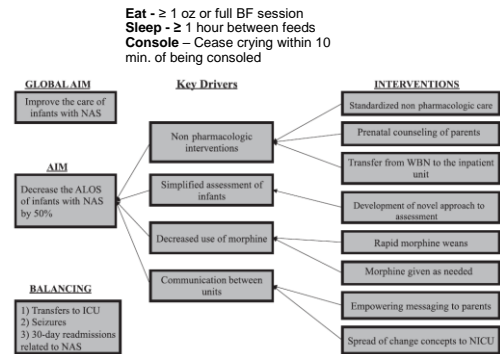 Eat - ≥ 1 oz or full BF session
Sleep - ≥ 1 hour between feeds
Console – Cease crying within 10
min. of being consoled
GLOBAL AIM
Improve the care of
infants with NAS
AIM
Decrease the ALOS
of infants with NAS
by 50%
BALANCING
1) Transfers to ICU
2) Seizures
3) 30-day readmissions
related to NAS
Key Drivers
Non pharmacologic
interventions
Simplified assessment of
infants
Decreased use of morphine
Communication between
units
INTERVENTIONS
Standardized non pharmacologic care
Prenatal counseling of parents
Transfer from WBN to the inpatient
unit
Development of novel approach to
assessment
Rapid morphine weans
Morphine given as needed
Empowering messaging to parents
Spread of change concepts to NICU